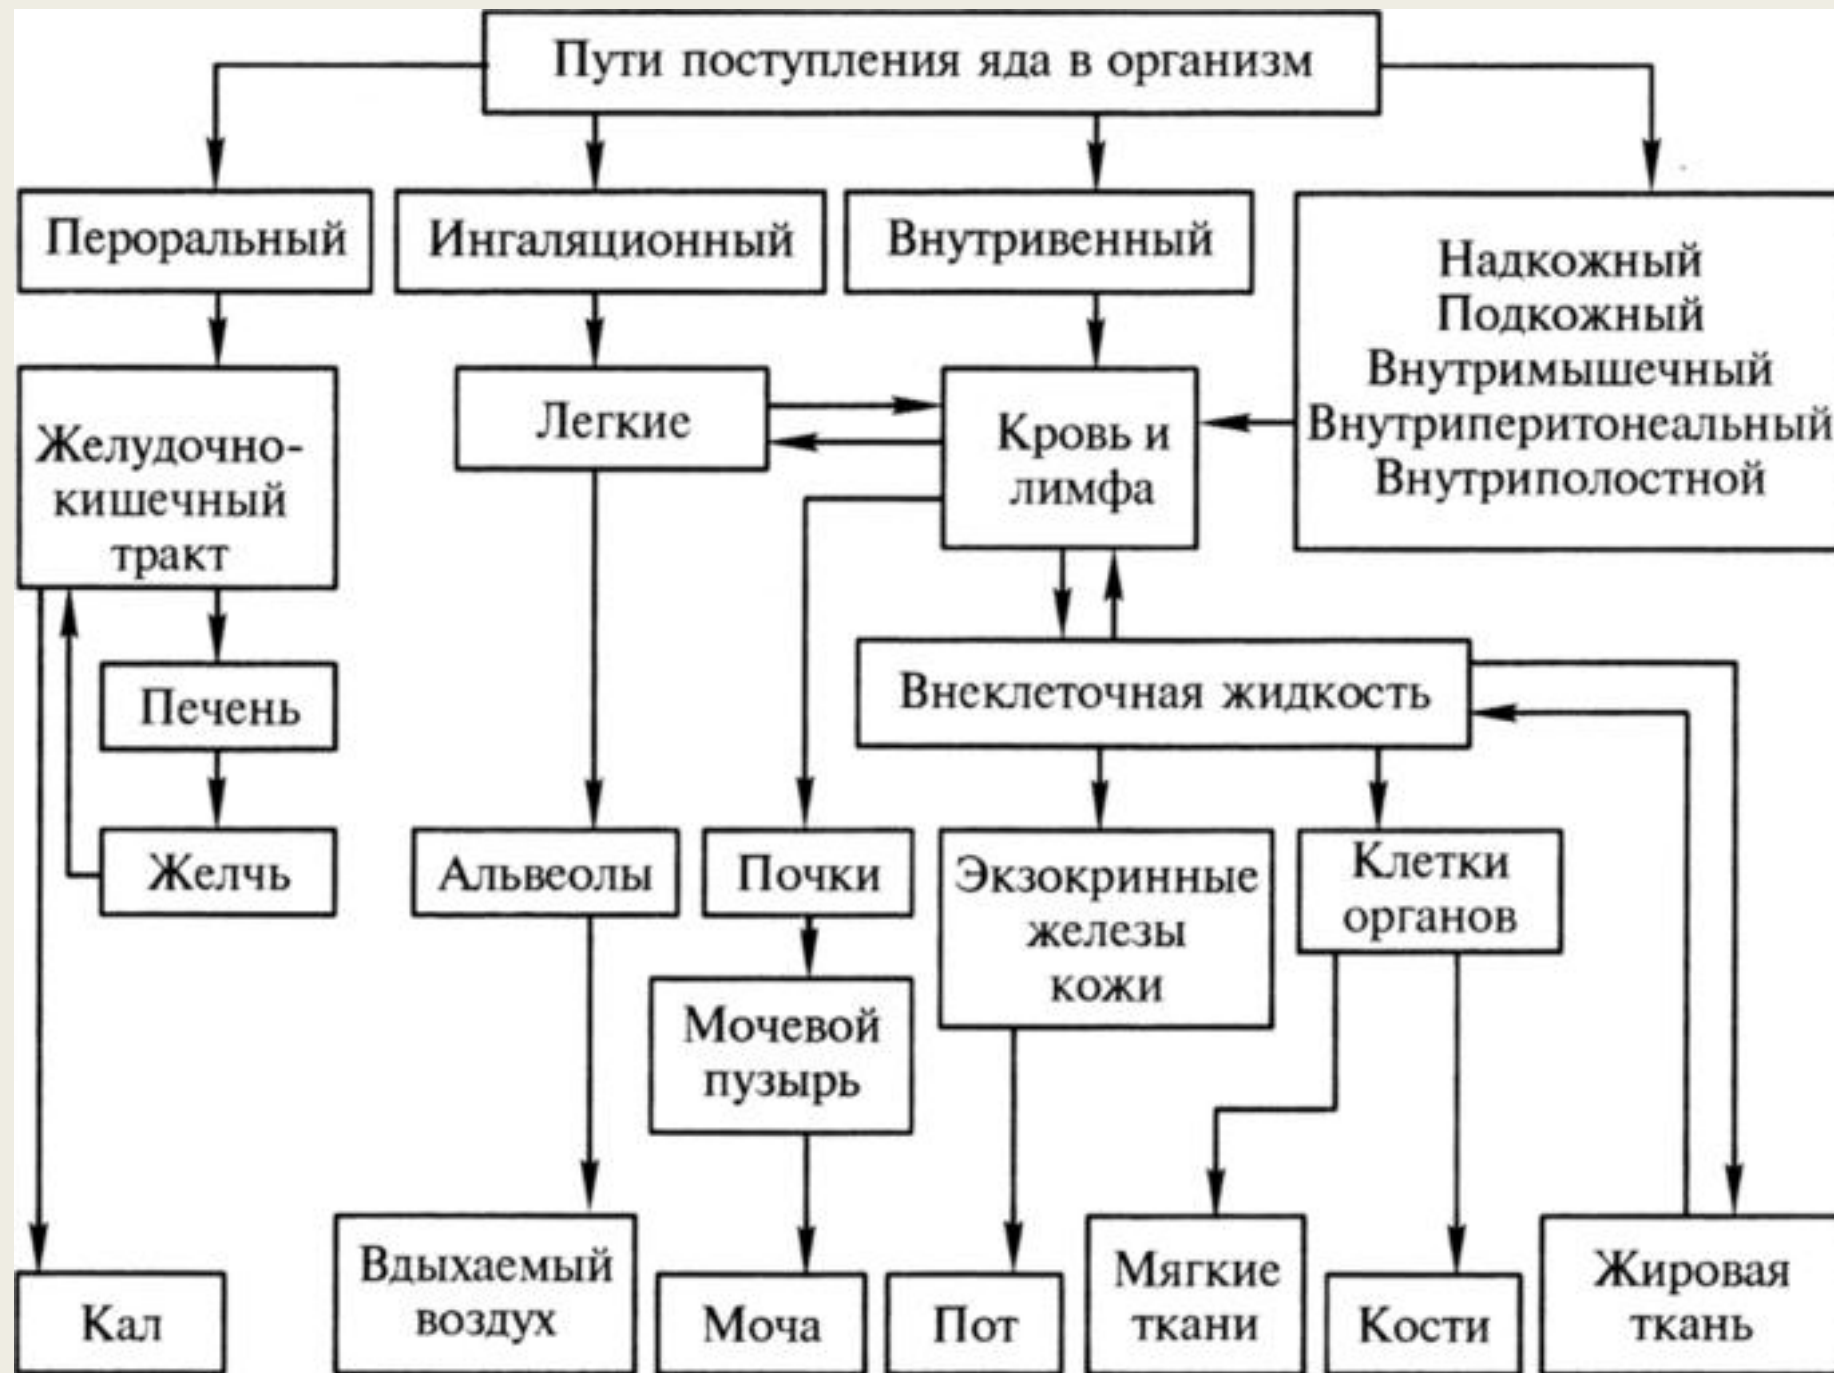 Пути поступления яда в организм
Пероральный
Ингаляционный
Внутривенный
Надкожный
Подкожный
Внутримышечный
Внутриперитонеальный
Внутриполостной
Желудочно-
кишечный
тракт
Легкие
Кровь и
лимфа
Печень
Внеклеточная жидкость
Желчь
Альвеолы
Почки
Экзокринные
железы
кожи
Клетки
органов
Мочевой
пузырь
Кал
Вдыхаемый
воздух
Моча
Пот
Мягкие
ткани
Кости
Жировая
ткань